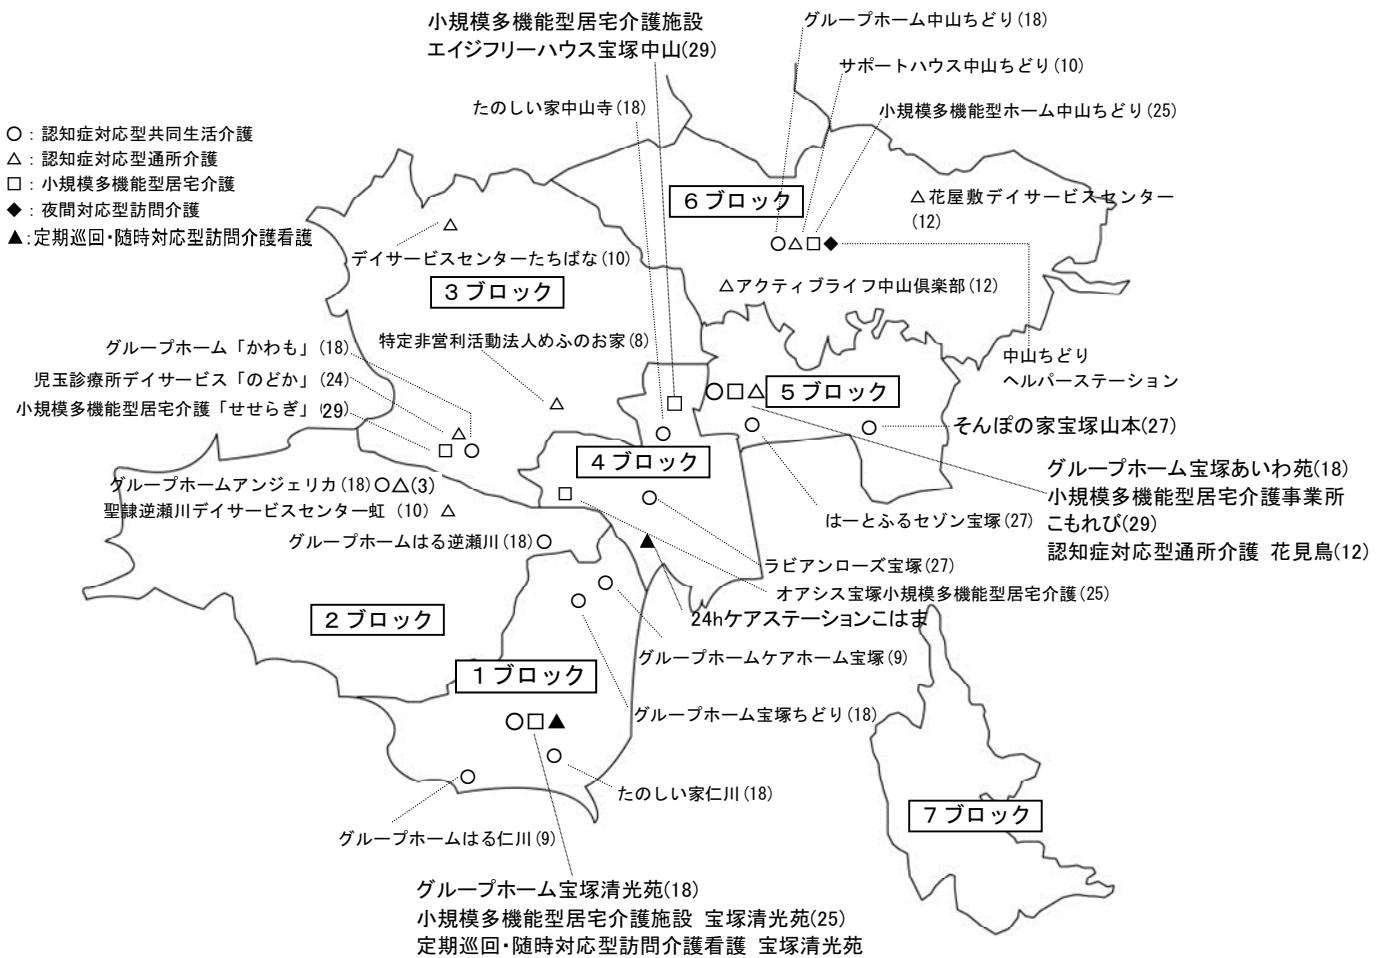 小規模多機能型居宅介護施設
エイジフリーハウス宝塚中山(29)
グループホーム中山ちどり(18)
サポートハウス中山ちどり(10)
たのしい家中山寺(18)
小規模多機能型ホーム中山ちどり(25)
○：認知症対応型共同生活介護
△：認知症対応型通所介護
□：小規模多機能型居宅介護
◆：夜間対応型訪問介護
▲：定期巡回・随時対応型訪問介護看護
6ブロック
△花屋敷デイサービスセンター
(12)
○△□◆
△
デイサービスセンターたちばな(10)
3ブロック
△アクティブライフ中山倶楽部(12)
特定非営利活動法人めふのお家(8)
グループホーム「かわも」(18)
児玉診療所デイサービス「のどか」(24)
小規模多機能型居宅介護「せせらぎ」(29)
中山ちどり
ヘルパーステーション
○□△
5ブロック
そんぽの家宝塚山本(27)
4ブロック
グループホームアンジェリカ(18)○△(3)
聖隷逆瀬川デイサービスセンター虹（10）△
グループホームはる逆瀬川(18)○
はーとふるセゾン宝塚(27)
グループホーム宝塚あいわ苑(18)
小規模多機能型居宅介護事業所
こもれび(29)
認知症対応型通所介護 花見鳥(12)
ラビアンローズ宝塚(27)
オアシス宝塚小規模多機能型居宅介護(25)
24hケアステーションこはま
2ブロック
グループホームケアホーム宝塚(9)
1ブロック
グループホーム宝塚ちどり(18)
○□▲
たのしい家仁川(18)
7ブロック
グループホームはる仁川(9)
グループホーム宝塚清光苑(18)
小規模多機能型居宅介護施設 宝塚清光苑(25)
定期巡回・随時対応型訪問介護看護 宝塚清光苑